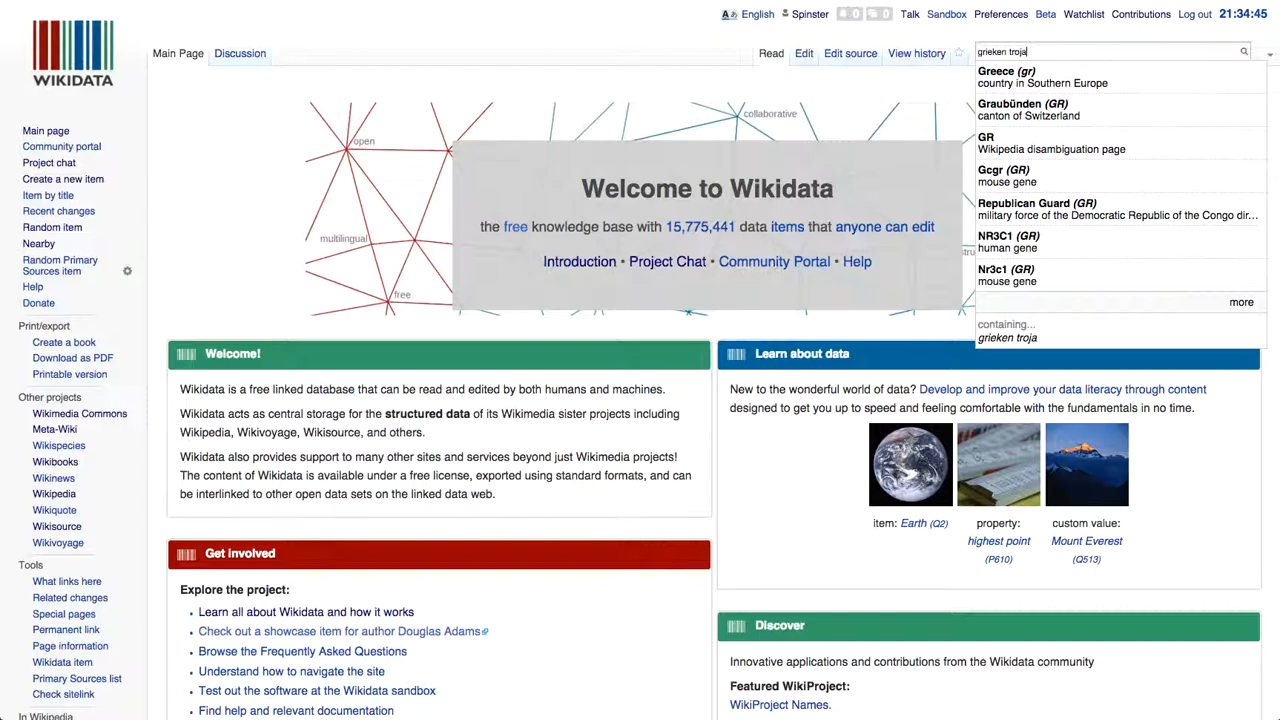 English Spinster 0 0 Talk Sandbox Preferences Beta Watchlist Contributions Log out 21:34:45
WIKIDATA
Main Page Discussion Read Edit Edit source View history
grieken troja
Greece (gr)
country in Southern Europe
Graubünden (GR)
canton of Switzerland
GR
Wikipedia disambiguation page
Gcgr (GR)
mouse gene
Republican Guard (GR)
military force of the Democratic Republic of the Congo dir...
NR3C1 (GR)
human gene
Nr3c1 (GR)
mouse gene
more
containing...
grieken troja
Main page
Community portal
Project chat
Create a new item
Item by title
Recent changes
Random item
Nearby
Random Primary
Sources item
Help
Donate
Print/export
Create a book
Download as PDF
Printable version
Other projects
Wikimedia Commons
Meta-Wiki
Wikispecies
Wikibooks
Wikinews
Wikipedia
Wikiquote
Wikisource
Wikivoyage
Tools
What links here
Related changes
Special pages
Permanent link
Page information
Wikidata item
Primary Sources list
Check sitelink
In Wikipedia
open
collaborative
multilingual
free
Welcome to Wikidata
the free knowledge base with 15,775,441 data items that anyone can edit
Introduction • Project Chat • Community Portal • Help
Welcome!
Wikidata is a free linked database that can be read and edited by both humans and machines.
Wikidata acts as central storage for the structured data of its Wikimedia sister projects including
Wikipedia, Wikivoyage, Wikisource, and others.
Wikidata also provides support to many other sites and services beyond just Wikimedia projects!
The content of Wikidata is available under a free license, exported using standard formats, and can
be interlinked to other open data sets on the linked data web.
Get involved
Explore the project:
Learn all about Wikidata and how it works
Check out a showcase item for author Douglas Adams
Browse the Frequently Asked Questions
Understand how to navigate the site
Test out the software at the Wikidata sandbox
Find help and relevant documentation
Learn about data
New to the wonderful world of data? Develop and improve your data literacy through content
designed to get you up to speed and feeling comfortable with the fundamentals in no time.
item: Earth (Q2)
property:
highest point
(P610)
custom value:
Mount Everest
(Q513)
Discover
Innovative applications and contributions from the Wikidata community
Featured WikiProject:
WikiProject Names.